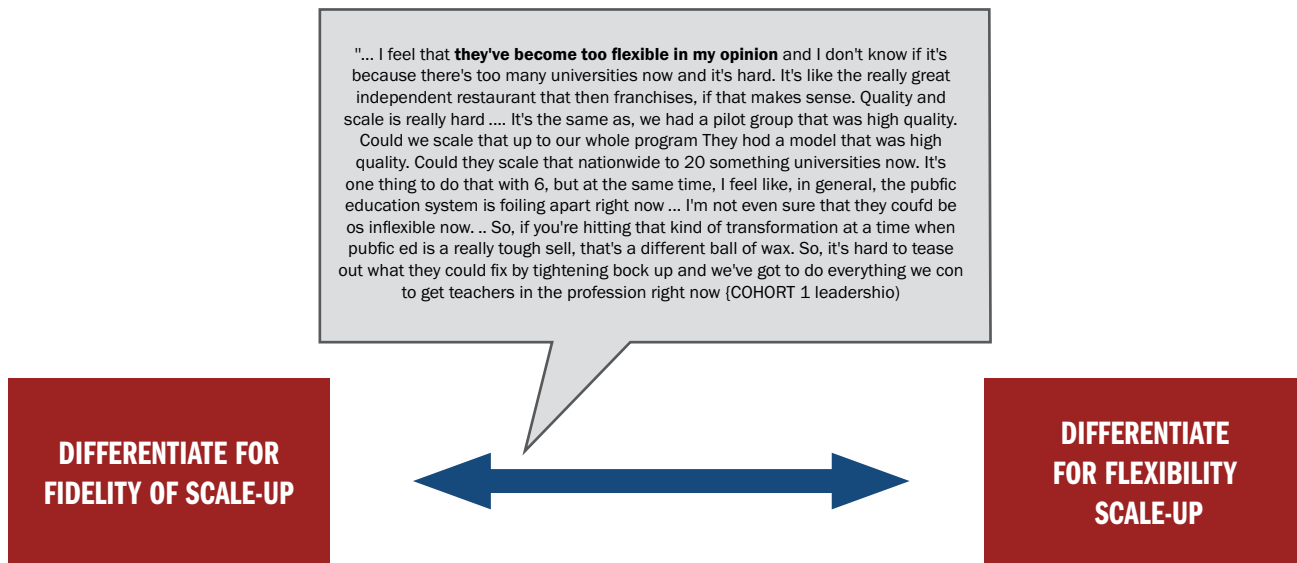 "... I feel that they've become too flexible in my opinion and I don't know if it's
because there's too many universities now and it's hard. It's like the really great
independent restaurant that then franchises, if that makes sense. Quality and
scale is really hard .... It's the same as, we had a pilot group that was high quality.
Could we scale that up to our whole program They hod a model that was high
quality. Could they scale that nationwide to 20 something universities now. It's
one thing to do that with 6, but at the same time, I feel like, in general, the pubfic
education system is foiling apart right now ... I'm not even sure that they coufd be
os inflexible now. .. So, if you're hitting that kind of transformation at a time when
pubfic ed is a really tough sell, that's a different ball of wax. So, it's hard to tease
out what they could fix by tightening bock up and we've got to do everything we con
to get teachers in the profession right now {COHORT 1 leadershio)
DIFFERENTIATE FOR
FIDELITY OF SCALE-UP
DIFFERENTIATE
FOR FLEXIBILITY
SCALE-UP